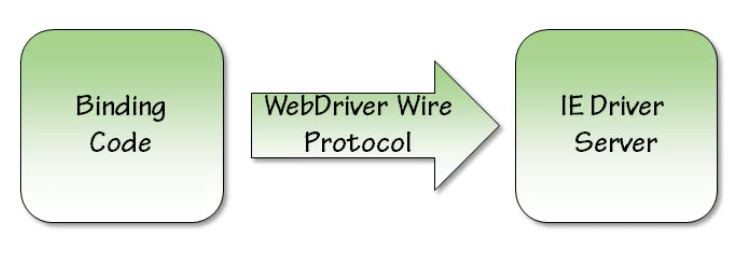 Binding
Code
WebDriver Wire
Protocol
IE Driver
Server